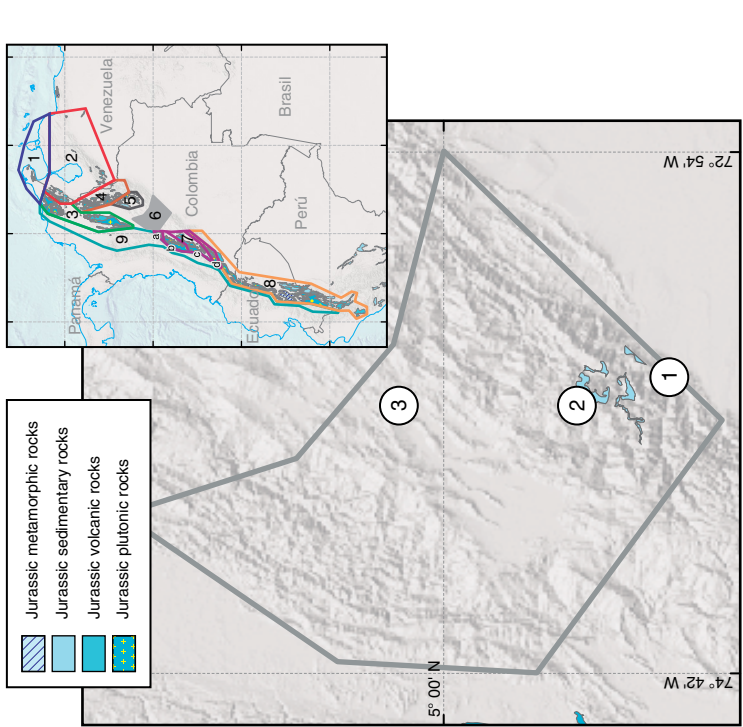 Jurassic metamorphic rocks
Jurassic sedimentary rocks
Jurassic volcanic rocks
Jurassic plutonic rocks
Panamá
Venezuela
Colombia
Ecuador
Perú
Brasil
1
2
3
4
5
6
7
8
9
a
b
c
d
1
2
3
5° 00' N
74° 42' W
72° 54' W